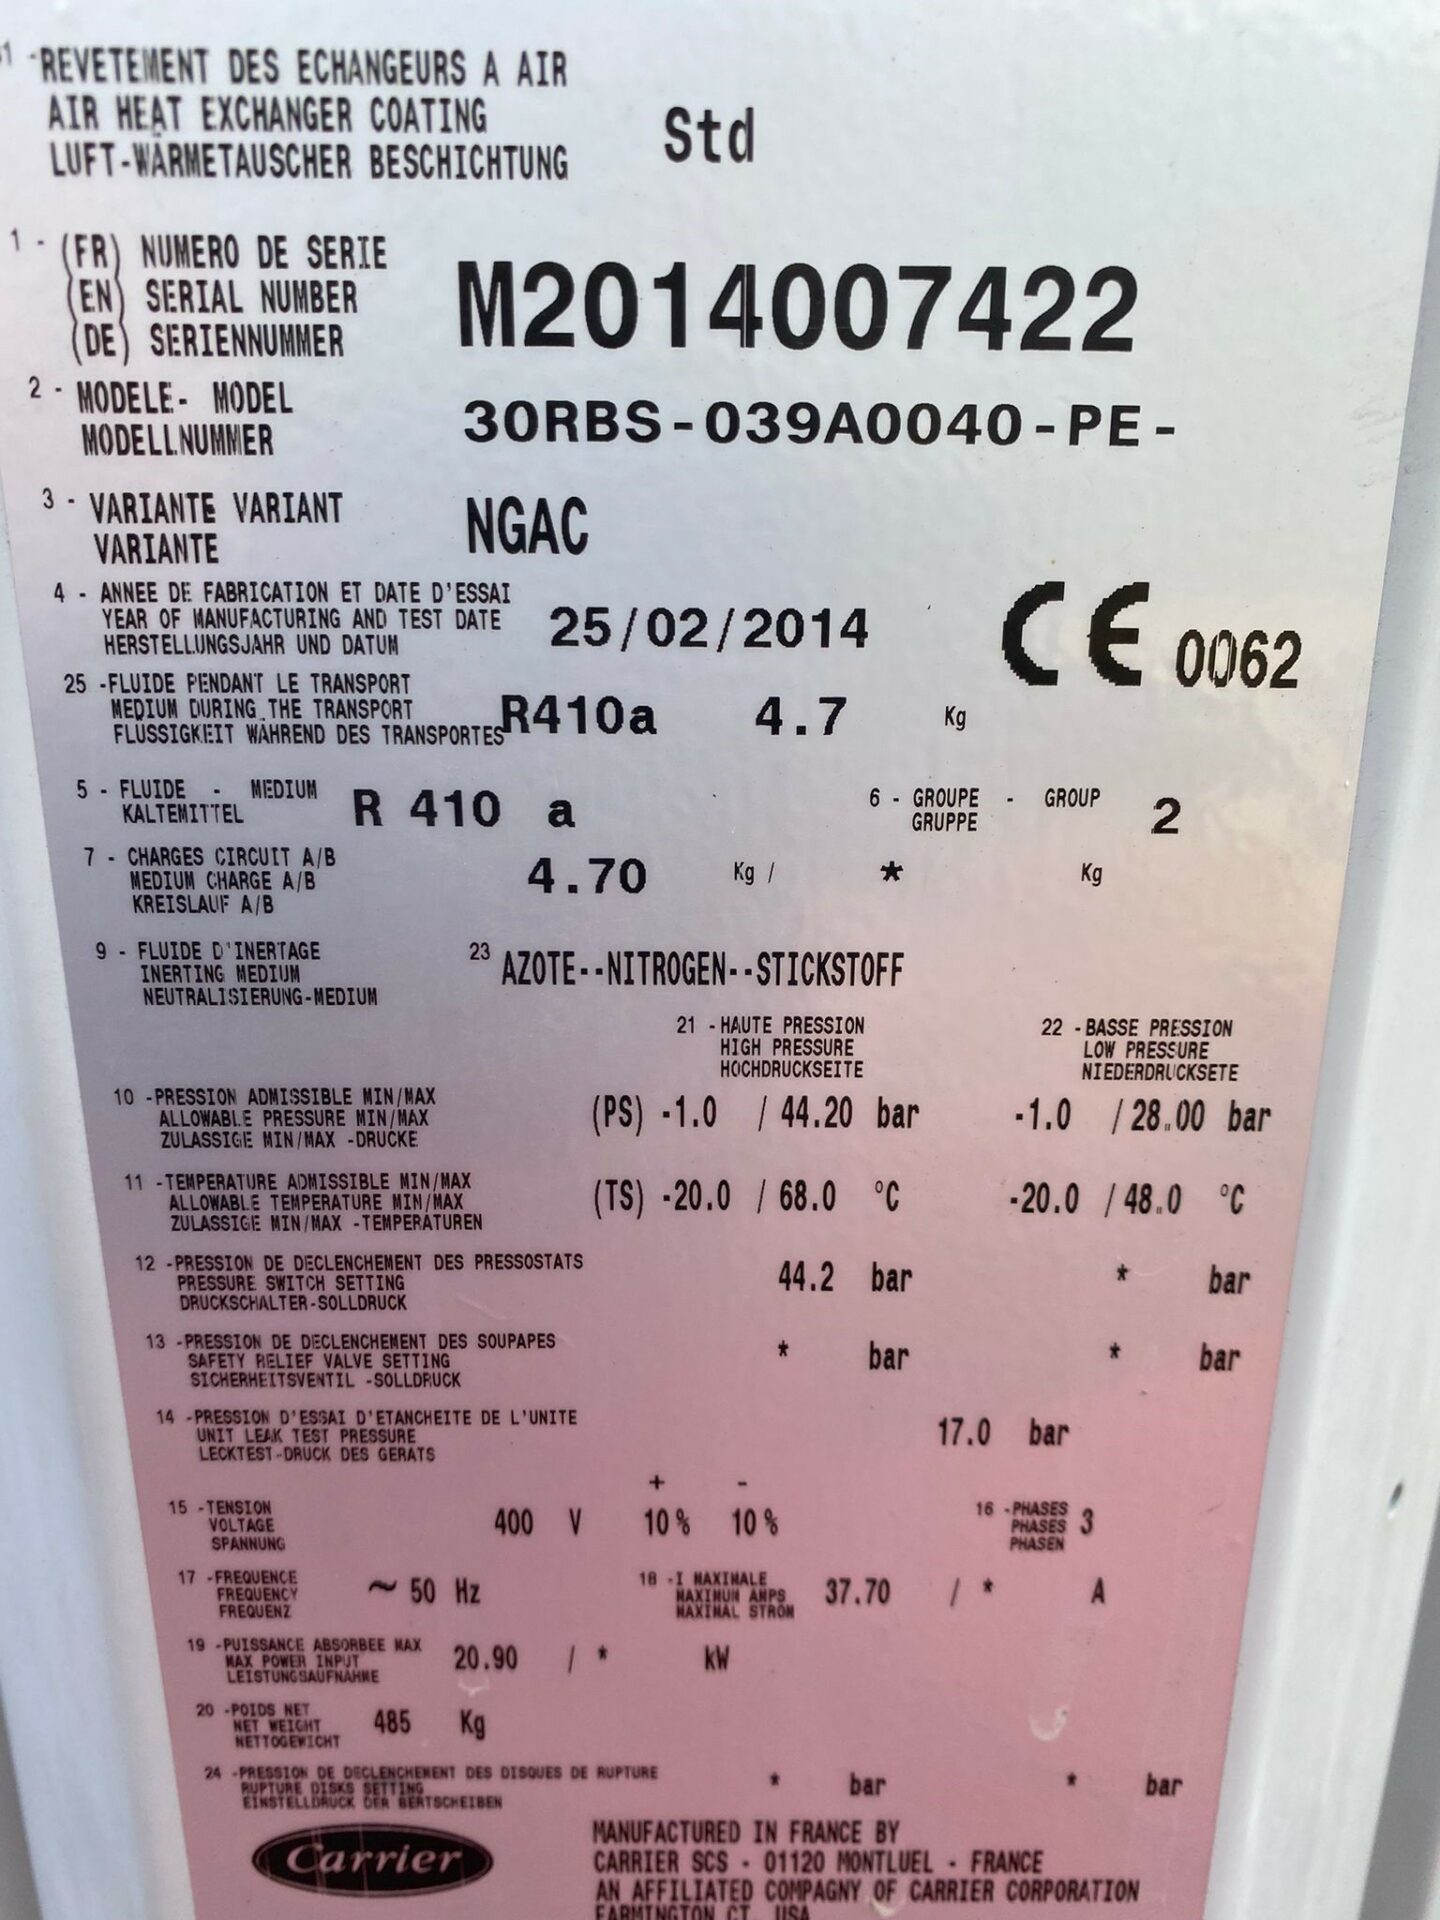 31 -REVETEMENT DES ECHANGEURS A AIR
AIR HEAT EXCHANGER COATING Std
LUFT-WÄRMETAUSCHER BESCHICHTUNG
1 - (FR) NUMERO DE SERIE
(EN) SERIAL NUMBER M2014007422
(DE) SERIENNUMMER
2 - MODELE- MODEL 30RBS-039A0040-PE-
MODELLNUMMER
3 - VARIANTE VARIANT NGAC
VARIANTE
4 - ANNEE DE FABRICATION ET DATE D'ESSAI
YEAR OF MANUFACTURING AND TEST DATE 25/02/2014 CE 0062
HERSTELLUNGSJAHR UND DATUM
25 -FLUIDE PENDANT LE TRANSPORT
MEDIUM DURING THE TRANSPORT R410a 4.7 Kg
FLUSSIGKEIT WÄHREND DES TRANSPORTES
5 - FLUIDE - MEDIUM R 410 a 6 - GROUPE - GROUP 2
KALTEMITTEL GRUPPE
7 - CHARGES CIRCUIT A/B
MEDIUM CHARGE A/B 4.70 Kg / * Kg
KREISLAUF A/B
9 - FLUIDE D'INERTAGE
INERTING MEDIUM 23 AZOTE--NITROGEN--STICKSTOFF
NEUTRALISIERUNG-MEDIUM
21 -HAUTE PRESSION 22 -BASSE PRESSION
HIGH PRESSURE LOW PRESSURE
HOCHDRUCKSEITE NIEDERDRUCKSETE
10 -PRESSION ADMISSIBLE MIN/MAX
ALLOWABLE PRESSURE MIN/MAX (PS) -1.0 / 44.20 bar -1.0 / 28.00 bar
ZULASSIGE MIN/MAX -DRUCKE
11 -TEMPERATURE ADMISSIBLE MIN/MAX
ALLOWABLE TEMPERATURE MIN/MAX (TS) -20.0 / 68.0 °C -20.0 / 48.0 °C
ZULASSIGE MIN/MAX -TEMPERATUREN
12 -PRESSION DE DECLENCHEMENT DES PRESSOSTATS
PRESSURE SWITCH SETTING 44.2 bar * bar
DRUCKSCHALTER-SOLLDRUCK
13 -PRESSION DE DECLENCHEMENT DES SOUPAPES
SAFETY RELIEF VALVE SETTING * bar * bar
SICHERHEITSVENTIL -SOLLDRUCK
14 -PRESSION D'ESSAI D'ETANCHEITE DE L'UNITE
UNIT LEAK TEST PRESSURE 17.0 bar
LECKTEST-DRUCK DES GERATS
+ -
15 -TENSION 16 -PHASES
VOLTAGE 400 V 10 % 10 % PHASES 3
SPANNUNG PHASEN
17 -FREQUENCE 18 -I MAXIMALE
FREQUENCY ~ 50 Hz MAXIMUM AMPS 37.70 / * A
FREQUENZ MAXIMAL STROM
19 -PUISSANCE ABSORBEE MAX
MAX POWER INPUT 20.90 / * kW
LEISTUNGSAUFNAHME
20 -POIDS NET
NET WEIGHT 485 Kg
NETTOGEWICHT
24 -PRESSION DE DECLENCHEMENT DES DISQUES DE RUPTURE
RUPTURE DISKS SETTING * bar * bar
EINSTELLDRUCK DER BERTSCHEIBEN
Carrier
MANUFACTURED IN FRANCE BY
CARRIER SCS - 01120 MONTLUEL - FRANCE
AN AFFILIATED COMPAGNY OF CARRIER CORPORATION
FARMINGTON CT. USA